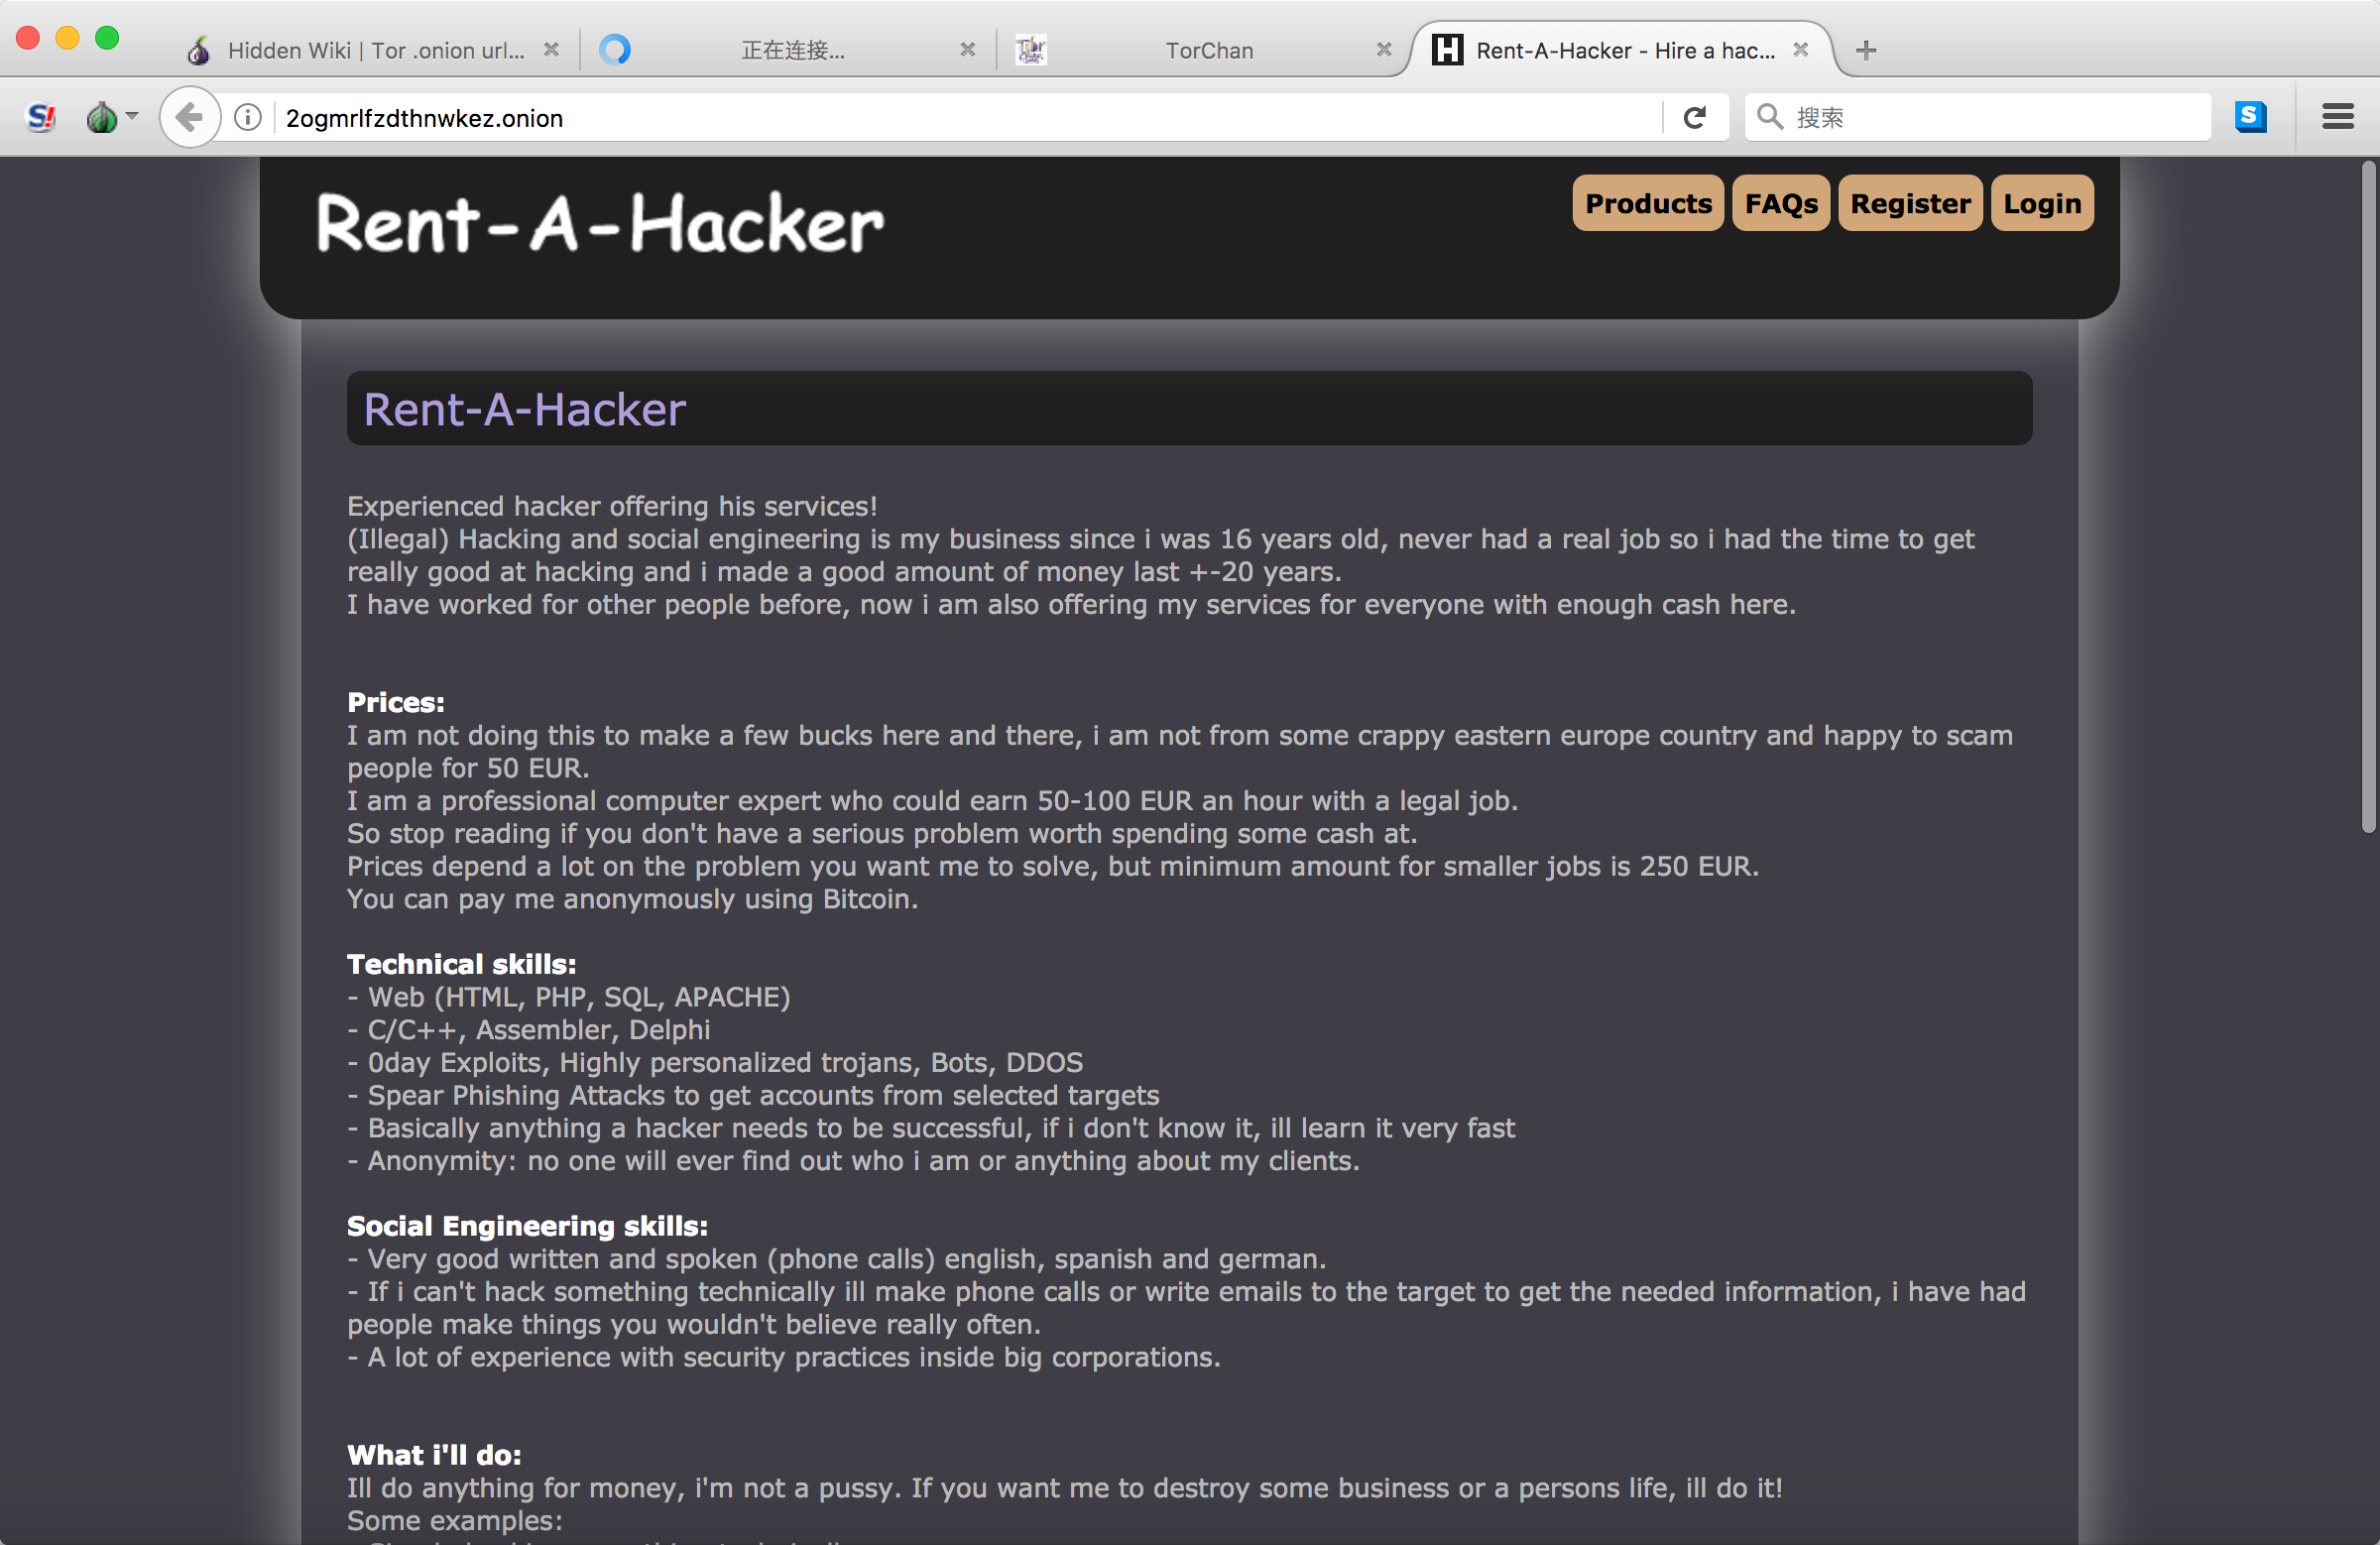 Hidden Wiki | Tor .onion url...
正在连接...
TorChan
Rent-A-Hacker - Hire a hac...
2ogmrlfzdthnwkez.onion
搜索
Rent-A-Hacker
Products
FAQs
Register
Login
Rent-A-Hacker
Experienced hacker offering his services!
(Illegal) Hacking and social engineering is my business since i was 16 years old, never had a real job so i had the time to get
really good at hacking and i made a good amount of money last +-20 years.
I have worked for other people before, now i am also offering my services for everyone with enough cash here.
Prices:
I am not doing this to make a few bucks here and there, i am not from some crappy eastern europe country and happy to scam
people for 50 EUR.
I am a professional computer expert who could earn 50-100 EUR an hour with a legal job.
So stop reading if you don't have a serious problem worth spending some cash at.
Prices depend a lot on the problem you want me to solve, but minimum amount for smaller jobs is 250 EUR.
You can pay me anonymously using Bitcoin.
Technical skills:
- Web (HTML, PHP, SQL, APACHE)
- C/C++, Assembler, Delphi
- 0day Exploits, Highly personalized trojans, Bots, DDOS
- Spear Phishing Attacks to get accounts from selected targets
- Basically anything a hacker needs to be successful, if i don't know it, ill learn it very fast
- Anonymity: no one will ever find out who i am or anything about my clients.
Social Engineering skills:
- Very good written and spoken (phone calls) english, spanish and german.
- If i can't hack something technically ill make phone calls or write emails to the target to get the needed information, i have had
people make things you wouldn't believe really often.
- A lot of experience with security practices inside big corporations.
What i'll do:
Ill do anything for money, i'm not a pussy. If you want me to destroy some business or a persons life, ill do it!
Some examples: